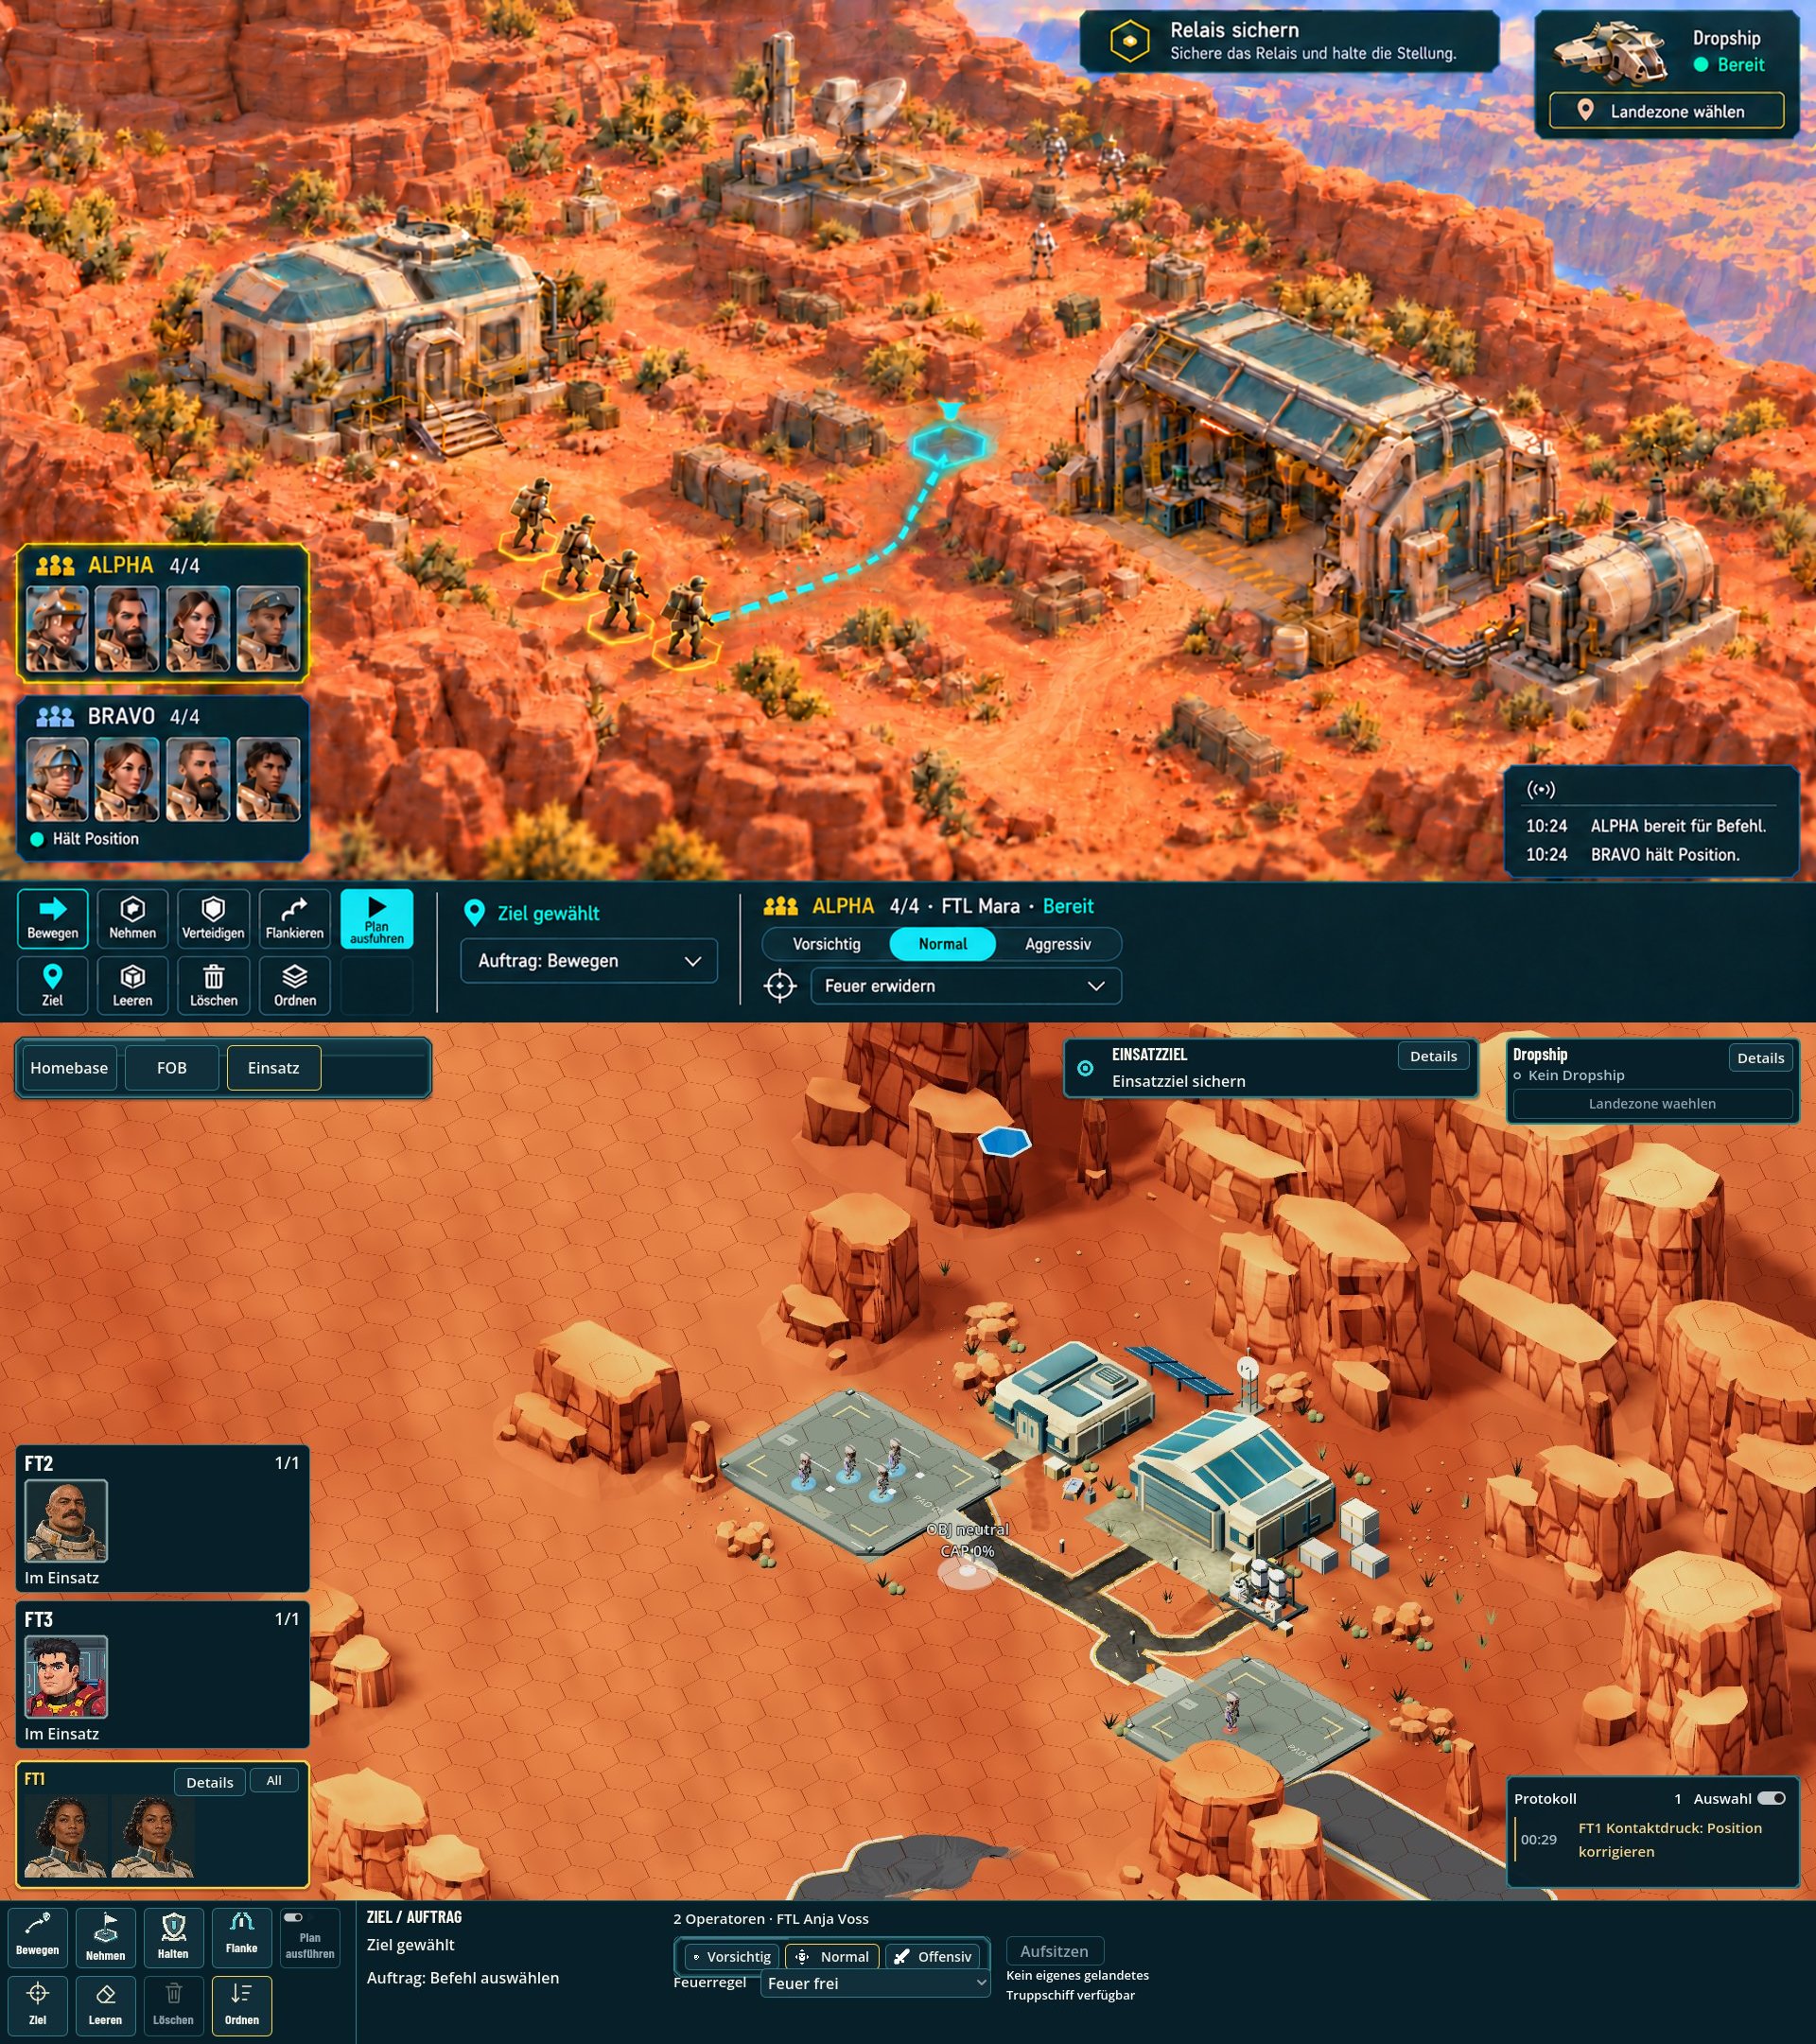 Relais sichern
Sichere das Relais und halte die Stellung.
Dropship
Bereit
Landezone wählen
ALPHA 4/4
BRAVO 4/4
Hält Position
10:24 ALPHA bereit für Befehl.
10:24 BRAVO hält Position.
Bewegen
Nehmen
Verteidigen
Flankieren
Plan
ausführen
Ziel
Leeren
Löschen
Ordnen
Ziel gewählt
Auftrag: Bewegen
ALPHA 4/4 · FTL Mara · Bereit
Vorsichtig
Normal
Aggressiv
Feuer erwidern
Homebase
FOB
Einsatz
EINSATZZIEL
Details
Einsatzziel sichern
Dropship
Details
Kein Dropship
Landezone waehlen
OBJ neutral
CAP 0%
FT2 1/1
Im Einsatz
FT3 1/1
Im Einsatz
FT1
Details
All
Protokoll 1 Auswahl
00:29 FT1 Kontaktdruck: Position
korrigieren
Bewegen
Nehmen
Halten
Flanke
Plan
ausführen
Ziel
Leeren
Löschen
Ordnen
ZIEL / AUFTRAG
Ziel gewählt
Auftrag: Befehl auswählen
2 Operatoren · FTL Anja Voss
Vorsichtig
Normal
Offensiv
Feuerregel
Feuer frei
Aufsitzen
Kein eigenes gelandetes
Truppschiff verfügbar